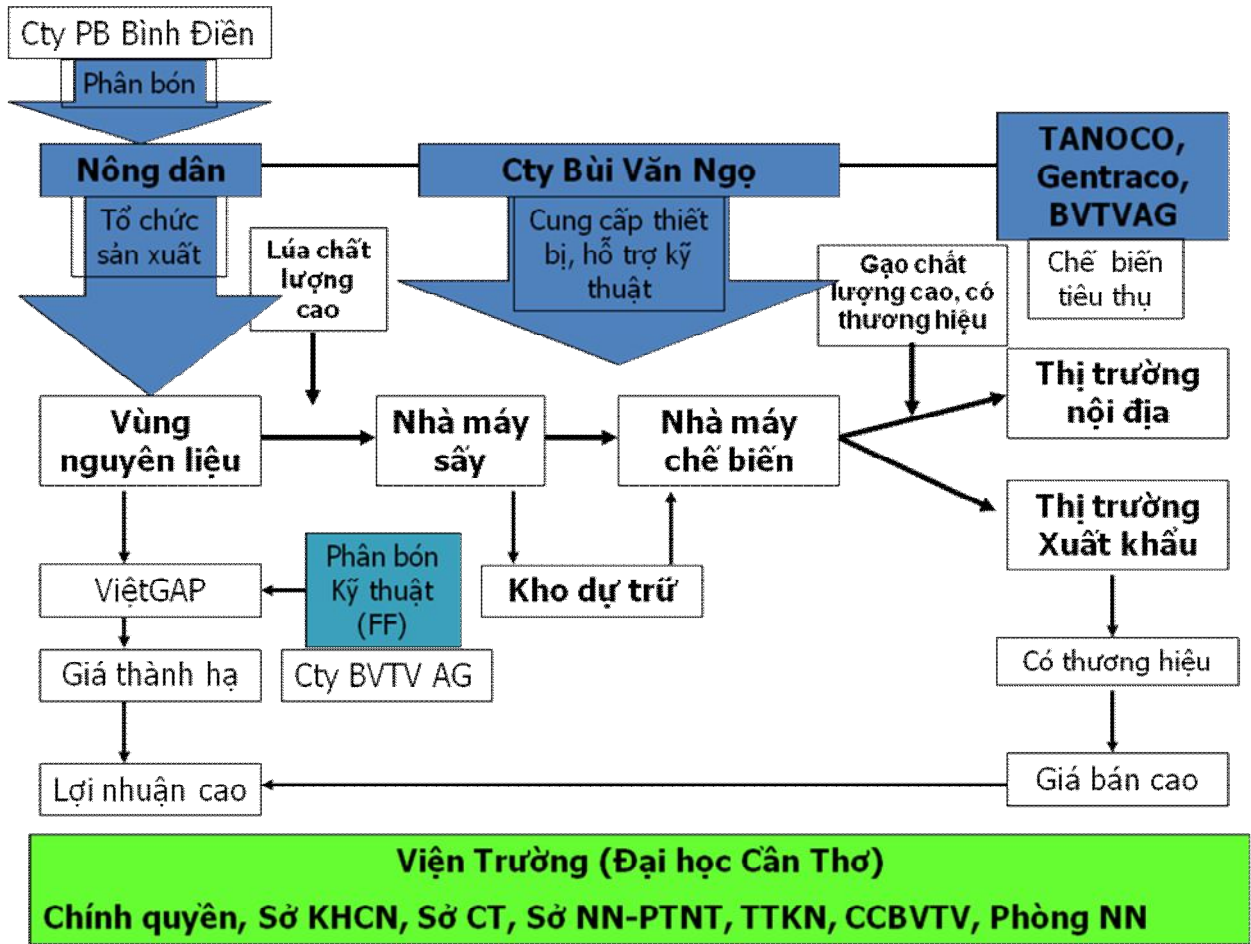 Cty PB Bình Điền
Phân bón
Nông dân
Cty Bùi Văn Ngọ
TANOCO,
Gentraco,
BVTVAG
Tổ chức
sản xuất
Lúa chất
lượng
cao
Cung cấp thiết
bị, hỗ trợ kỹ
thuật
Gạo chất
lượng cao, có
thương hiệu
Chế biến
tiêu thụ
Vùng
nguyên liệu
Nhà máy
sấy
Nhà máy
chế biến
Thị trường
nội địa
Thị trường
Xuất khẩu
ViệtGAP
Phân bón
Kỹ thuật
(FF)
Kho dự trữ
Giá thành hạ
Cty BVTV AG
Có thương hiệu
Lợi nhuận cao
Giá bán cao
Viện Trường (Đại học Cần Thơ)
Chính quyền, Sở KHCN, Sở CT, Sở NN-PTNT, TTKN, CCBVTV, Phòng NN